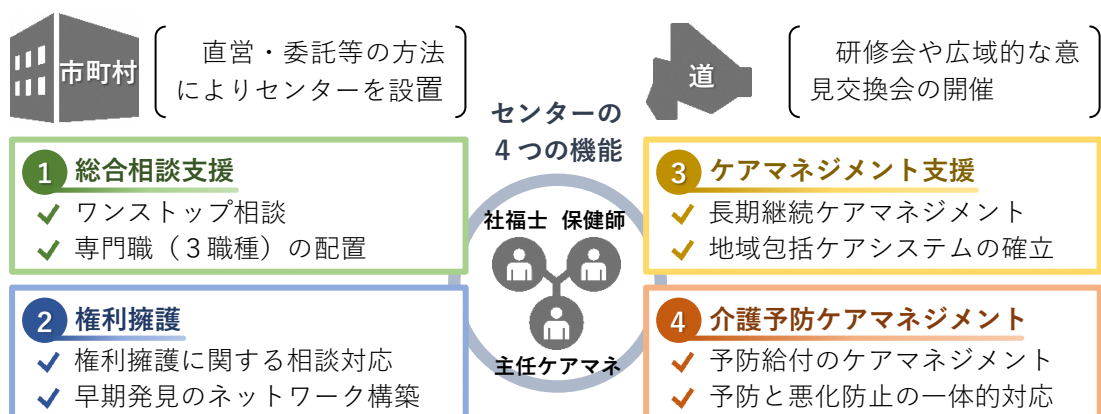 市町村
直営・委託等の方法
によりセンターを設置
道
研修会や広域的な意
見交換会の開催
センターの
4つの機能
1 総合相談支援
✓ ワンストップ相談
✓ 専門職（3職種）の配置
2 権利擁護
✓ 権利擁護に関する相談対応
✓ 早期発見のネットワーク構築
社福士 保健師
主任ケアマネ
3 ケアマネジメント支援
✓ 長期継続ケアマネジメント
✓ 地域包括ケアシステムの確立
4 介護予防ケアマネジメント
✓ 予防給付のケアマネジメント
✓ 予防と悪化防止の一体的対応